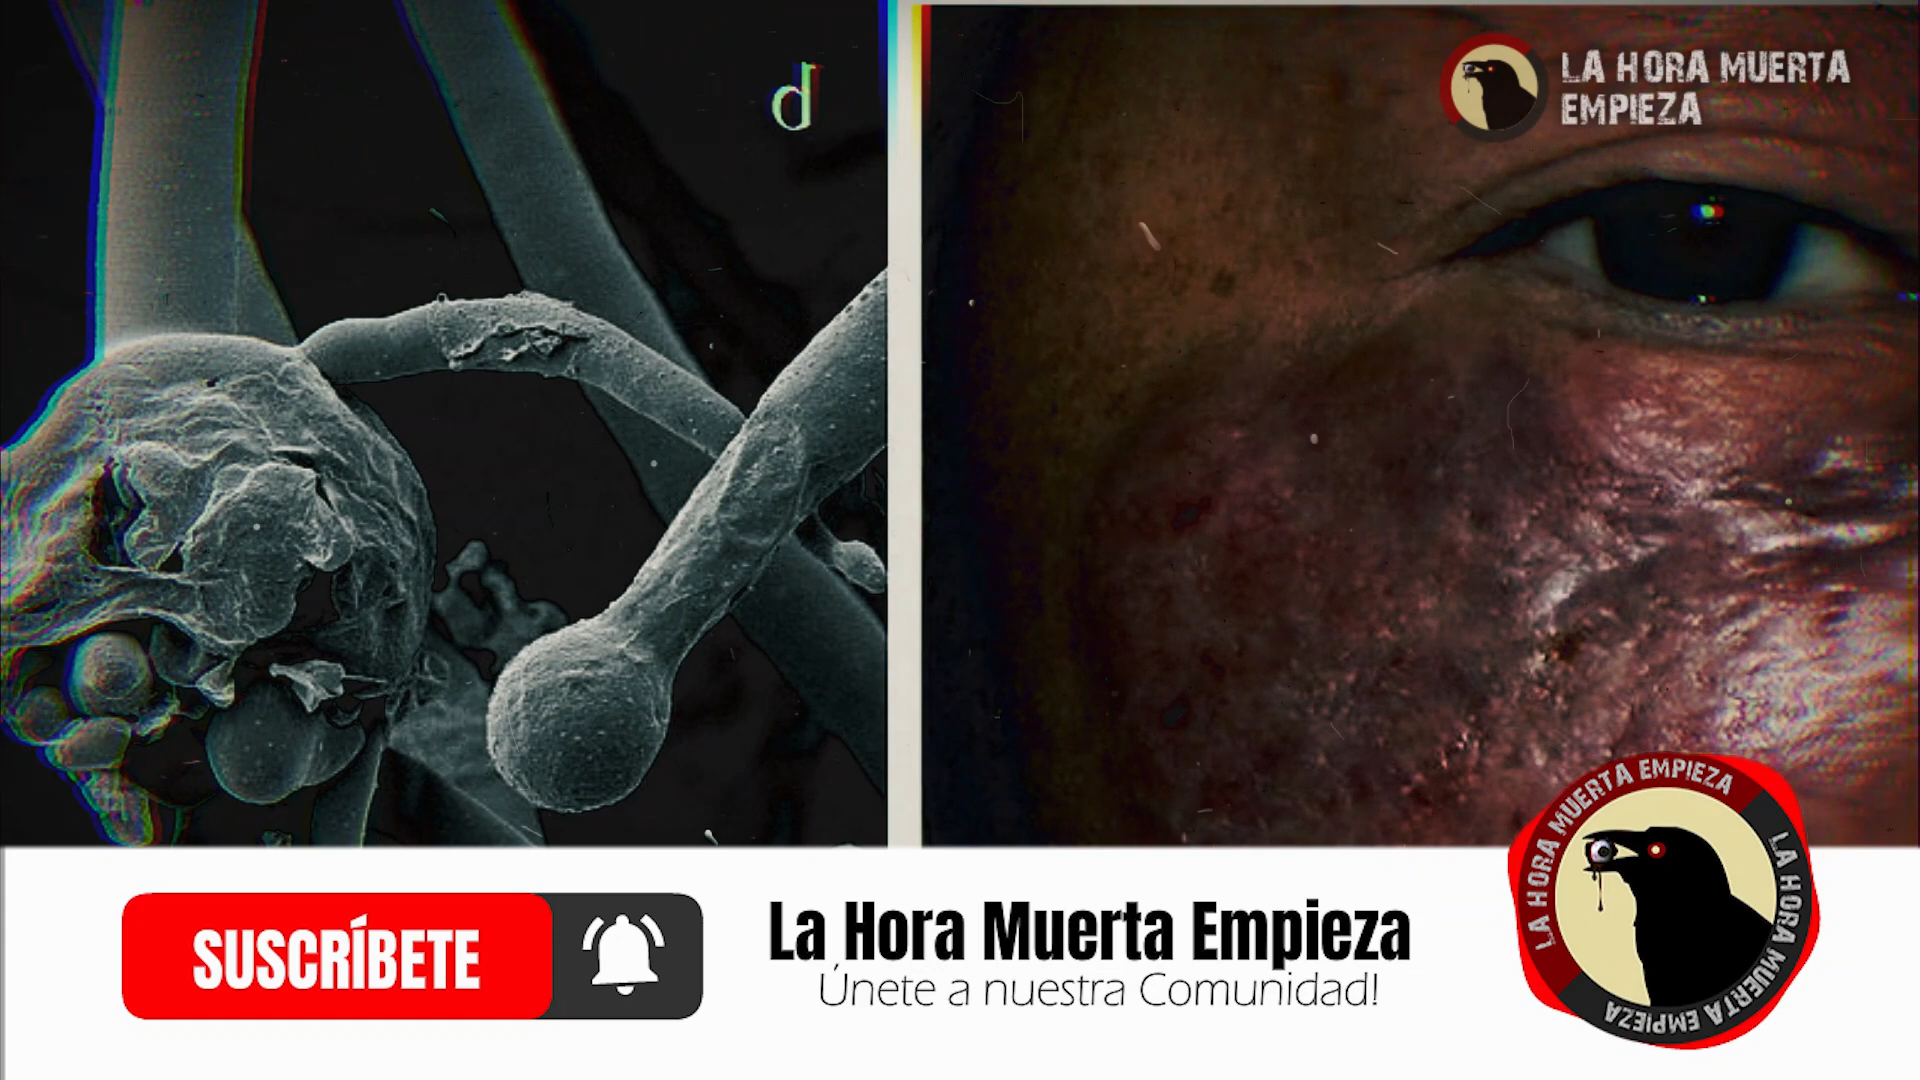 d
LA HORA MUERTA
EMPIEZA
SUSCRÍBETE
La Hora Muerta Empieza
Únete a nuestra Comunidad!
LA HORA MUERTA EMPIEZA
LA HORA MUERTA EMPIEZA